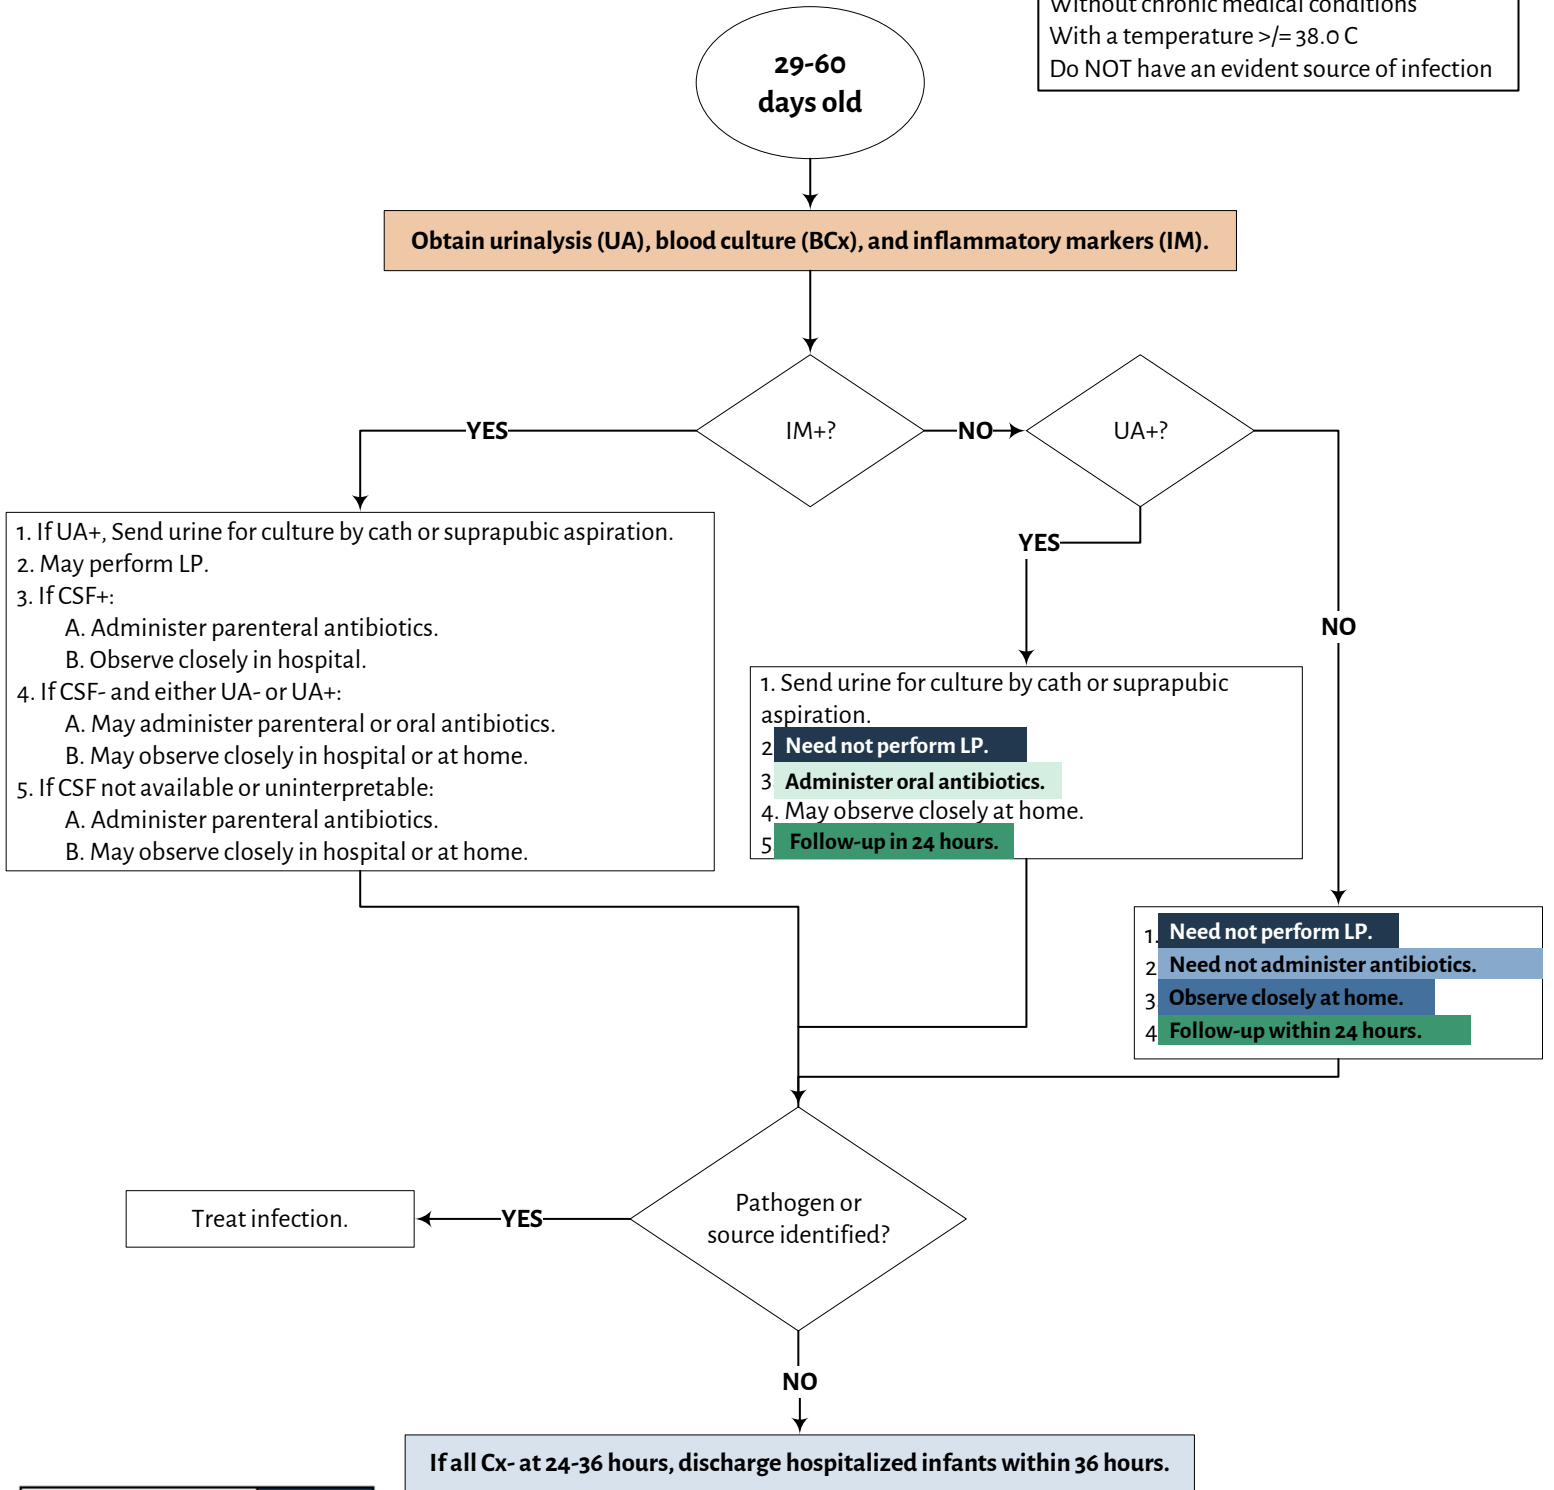 Without chronic medical conditions
With a temperature >/= 38.0 C
Do NOT have an evident source of infection
29-60
days old
Obtain urinalysis (UA), blood culture (BCx), and inflammatory markers (IM).
IM+?
UA+?
YES
NO
YES
NO
1. If UA+, Send urine for culture by cath or suprapubic aspiration.
2. May perform LP.
3. If CSF+:
A. Administer parenteral antibiotics.
B. Observe closely in hospital.
4. If CSF- and either UA- or UA+:
A. May administer parenteral or oral antibiotics.
B. May observe closely in hospital or at home.
5. If CSF not available or uninterpretable:
A. Administer parenteral antibiotics.
B. May observe closely in hospital or at home.
1. Send urine for culture by cath or suprapubic
aspiration.
2 Need not perform LP.
3 Administer oral antibiotics.
4. May observe closely at home.
5 Follow-up in 24 hours.
1. Need not perform LP.
2 Need not administer antibiotics.
3 Observe closely at home.
4 Follow-up within 24 hours.
Pathogen or
source identified?
YES
Treat infection.
NO
If all Cx- at 24-36 hours, discharge hospitalized infants within 36 hours.